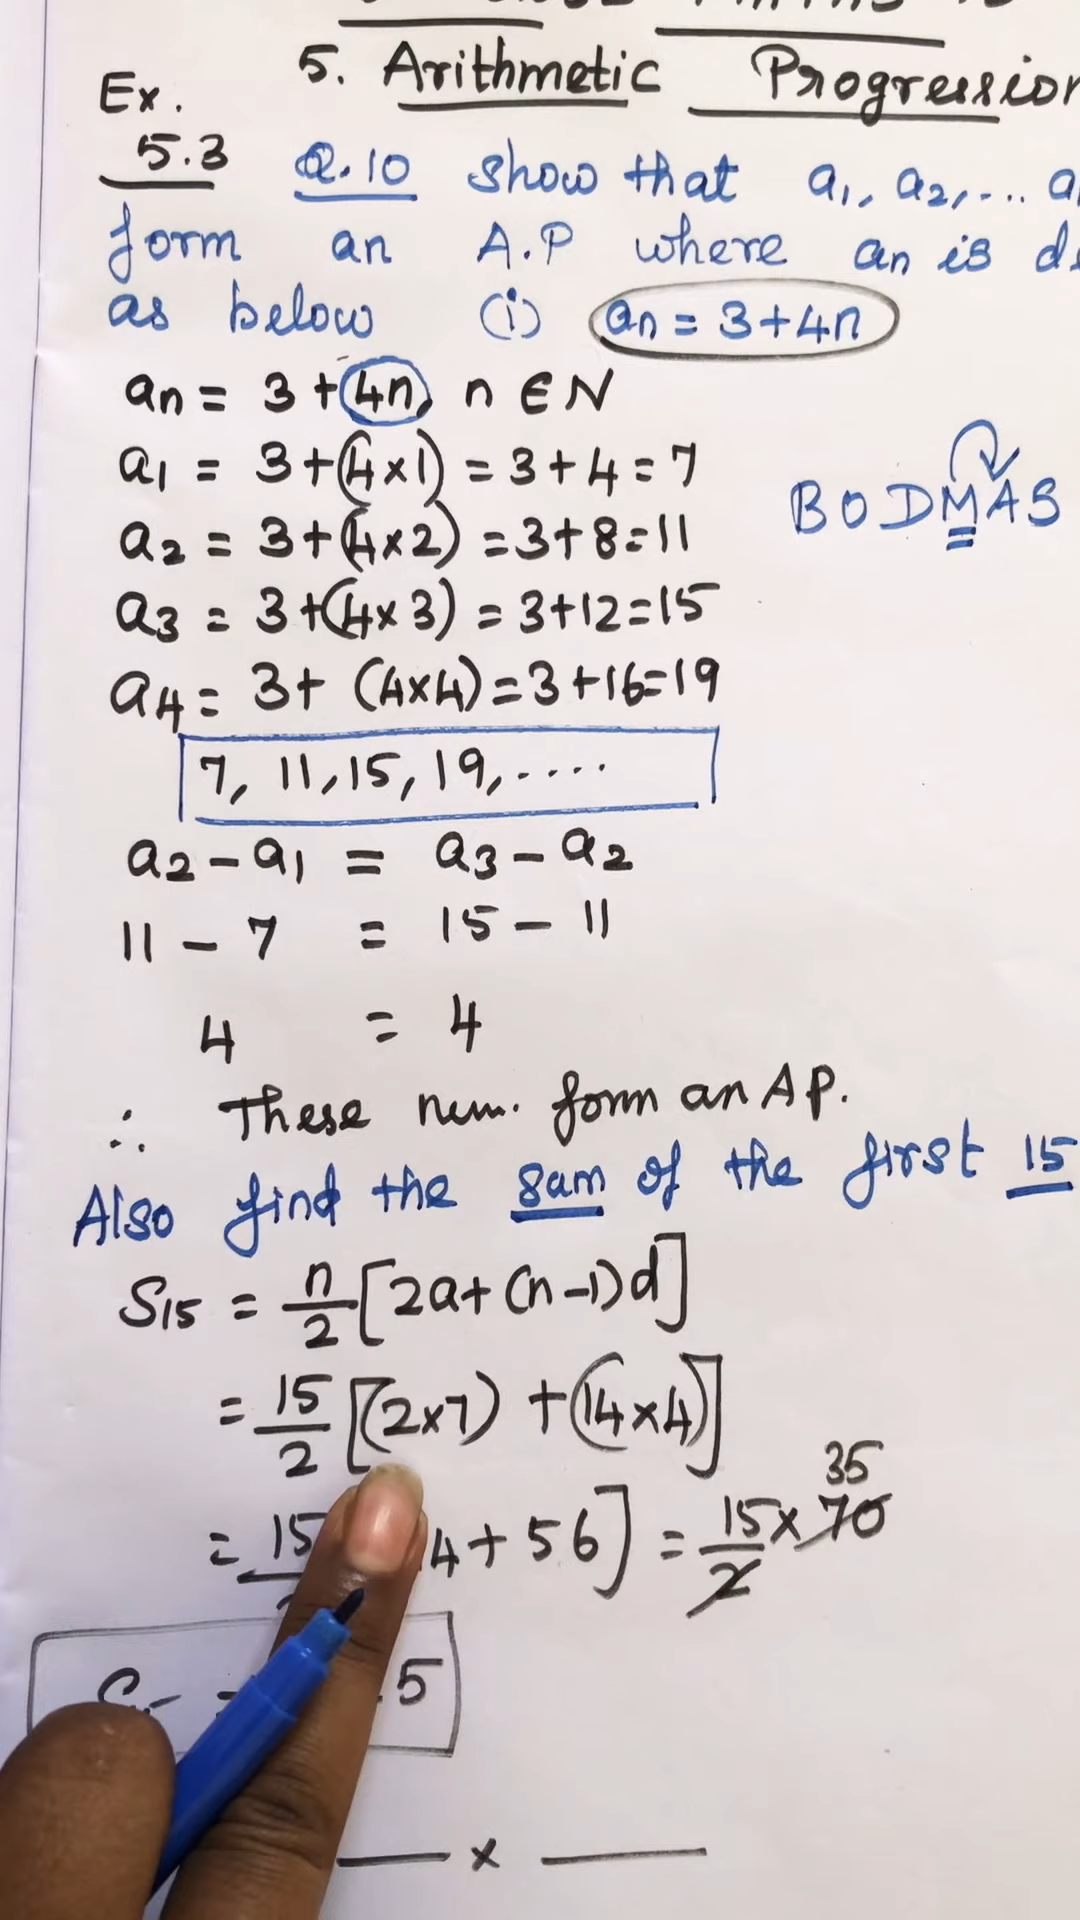 5. Arithmetic Progression
Ex.
5.3 Q.10 show that a1, a2, ...
form an A.P where an is
as below (i) an = 3+4n
an = 3+4n, n ∈ N
a1 = 3+(4×1) = 3+4=7
BODMAS
a2 = 3+(4×2) =3+8=11
a3 = 3+(4×3) = 3+12=15
a4= 3+ (4×4)=3+16=19
7, 11, 15, 19, ....
a2 - a1 = a3 - a2
11 - 7 = 15 - 11
4 = 4
∴ These num. form an AP.
Also find the sum of the first 15
S15 = n/2 [2a+(n-1)d]
= 15/2 [(2×7) + (14×4)]
= 15 4+56] = 15/2 × 70 35
= 5
x